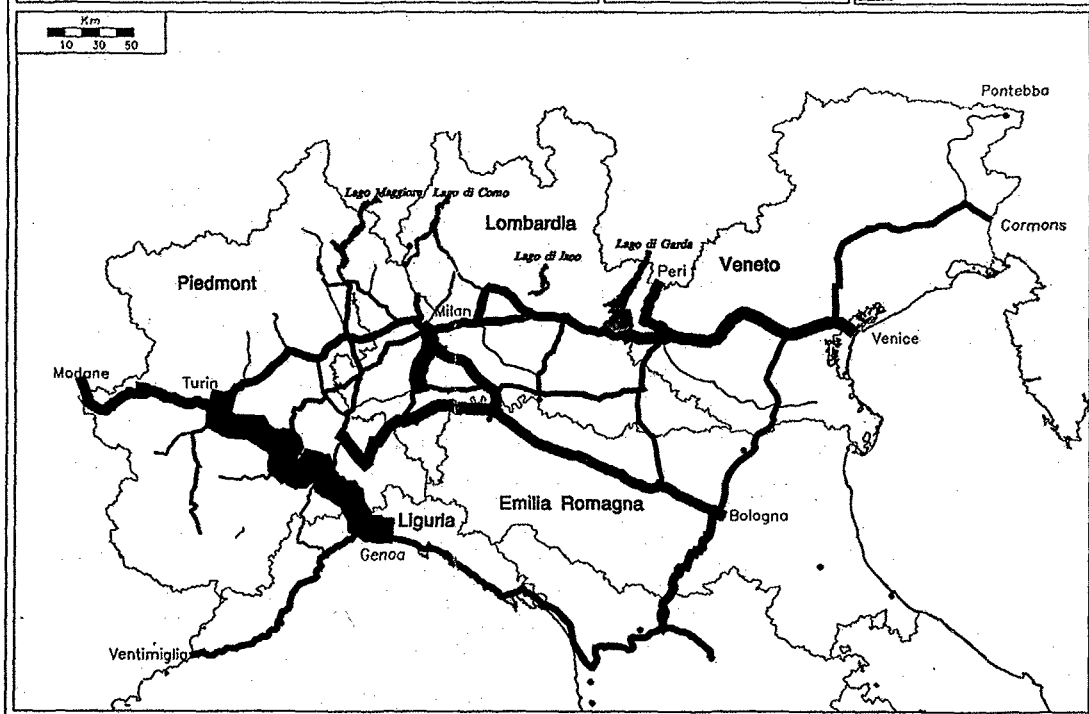 Km
10 30 50
Pontebba
Lago Maggiore
Lago di Como
Lombardia
Cormons
Lago di Garda
Lago di Iseo
Peri
Veneto
Piedmont
Milan
Venice
Modane
Turin
Emilia Romagna
Liguria
Bologna
Genoa
Ventimiglia